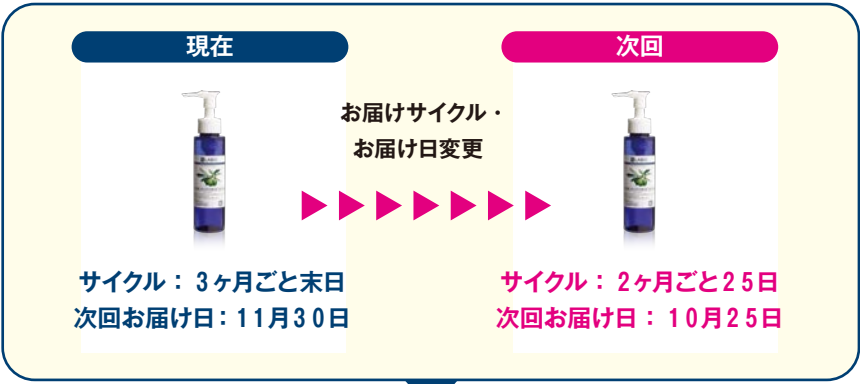 現在
次回
お届けサイクル・
お届け日変更
サイクル：3ヶ月ごと末日
次回お届け日：11月30日
サイクル：2ヶ月ごと25日
次回お届け日：10月25日